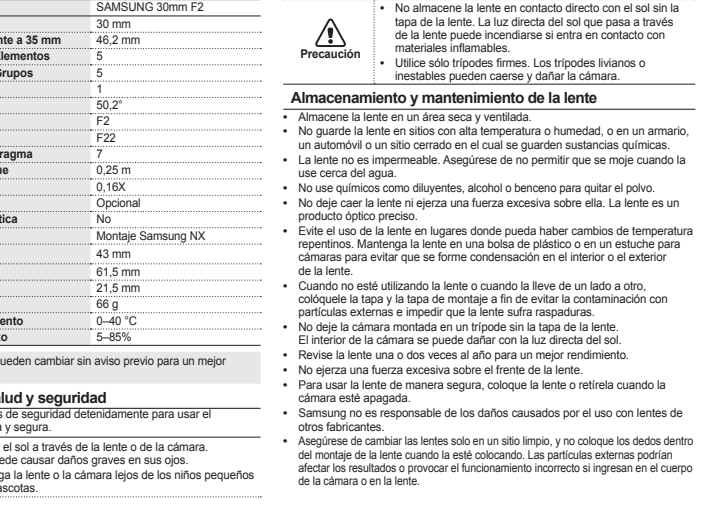 SAMSUNG 30mm F2
30 mm
nte a 35 mm 46,2 mm
lementos 5
Grupos 5
1
50,2°
F2
F22
ragma 7
ue 0,25 m
0,16X
Opcional
tica No
Montaje Samsung NX
43 mm
61,5 mm
21,5 mm
66 g
ento 0–40 °C
to 5–85%
ueden cambiar sin aviso previo para un mejor
lud y seguridad
s de seguridad detenidamente para usar el
a y segura.
el sol a través de la lente o de la cámara.
ede causar daños graves en sus ojos.
ga la lente o la cámara lejos de los niños pequeños
ascotas.
Precaución
• No almacene la lente en contacto directo con el sol sin la
tapa de la lente. La luz directa del sol que pasa a través
de la lente puede incendiarse si entra en contacto con
materiales inflamables.
• Utilice sólo trípodes firmes. Los trípodes livianos o
inestables pueden caerse y dañar la cámara.
Almacenamiento y mantenimiento de la lente
• Almacene la lente en un área seca y ventilada.
• No guarde la lente en sitios con alta temperatura o humedad, o en un armario,
un automóvil o un sitio cerrado en el cual se guarden sustancias químicas.
• La lente no es impermeable. Asegúrese de no permitir que se moje cuando la
use cerca del agua.
• No use químicos como diluyentes, alcohol o benceno para quitar el polvo.
• No deje caer la lente ni ejerza una fuerza excesiva sobre ella. La lente es un
producto óptico preciso.
• Evite el uso de la lente en lugares donde pueda haber cambios de temperatura
repentinos. Mantenga la lente en una bolsa de plástico o en un estuche para
cámaras para evitar que se forme condensación en el interior o el exterior
de la lente.
• Cuando no esté utilizando la lente o cuando la lleve de un lado a otro,
colóquele la tapa y la tapa de montaje a fin de evitar la contaminación con
partículas externas e impedir que la lente sufra raspaduras.
• No deje la cámara montada en un trípode sin la tapa de la lente.
El interior de la cámara se puede dañar con la luz directa del sol.
• Revise la lente una o dos veces al año para un mejor rendimiento.
• No ejerza una fuerza excesiva sobre el frente de la lente.
• Para usar la lente de manera segura, coloque la lente o retírela cuando la
cámara esté apagada.
• Samsung no es responsable de los daños causados por el uso con lentes de
otros fabricantes.
• Asegúrese de cambiar las lentes solo en un sitio limpio, y no coloque los dedos dentro
del montaje de la lente cuando la esté colocando. Las partículas externas podrían
afectar los resultados o provocar el funcionamiento incorrecto si ingresan en el cuerpo
de la cámara o en la lente.